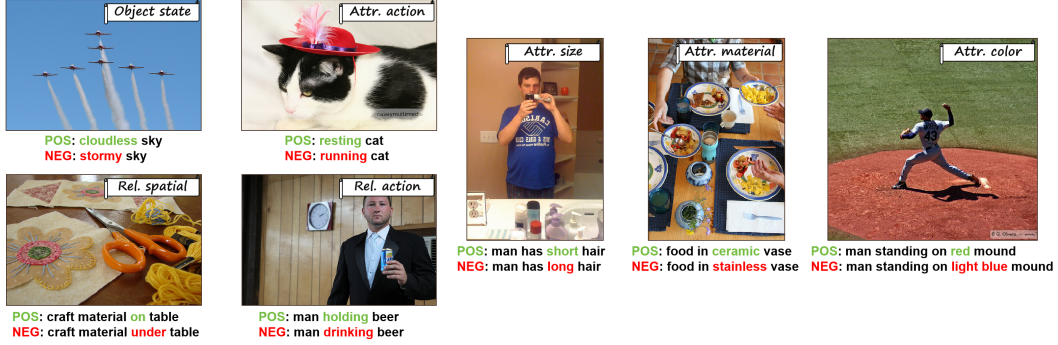 Object state
POS: cloudless sky
NEG: stormy sky
Attr. action
rickeymultimed
POS: resting cat
NEG: running cat
Attr. size
POS: man has short hair
NEG: man has long hair
Attr. material
POS: food in ceramic vase
NEG: food in stainless vase
Attr. color
43
POS: man standing on red mound
NEG: man standing on light blue mound
Rel. spatial
POS: craft material on table
NEG: craft material under table
Rel. action
POS: man holding beer
NEG: man drinking beer